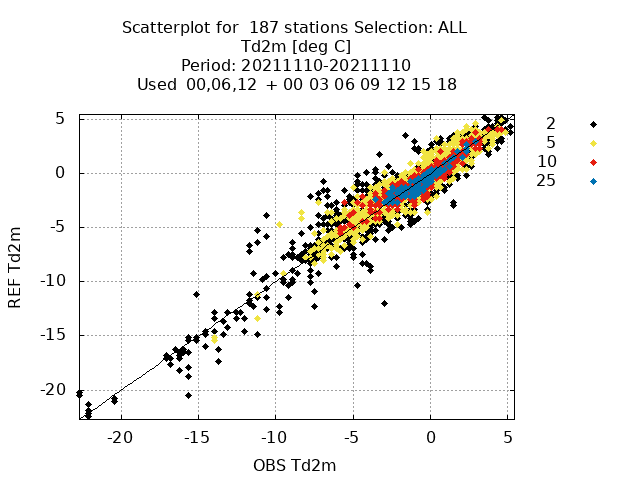 Scatterplot for  187 stations Selection: ALL
Td2m [deg C]
Period: 20211110-20211110
Used  00,06,12  + 00 03 06 09 12 15 18
5
0
-5
-10
-15
-20
REF Td2m
-20 -15 -10 -5 0 5
OBS Td2m
2
5
10
25